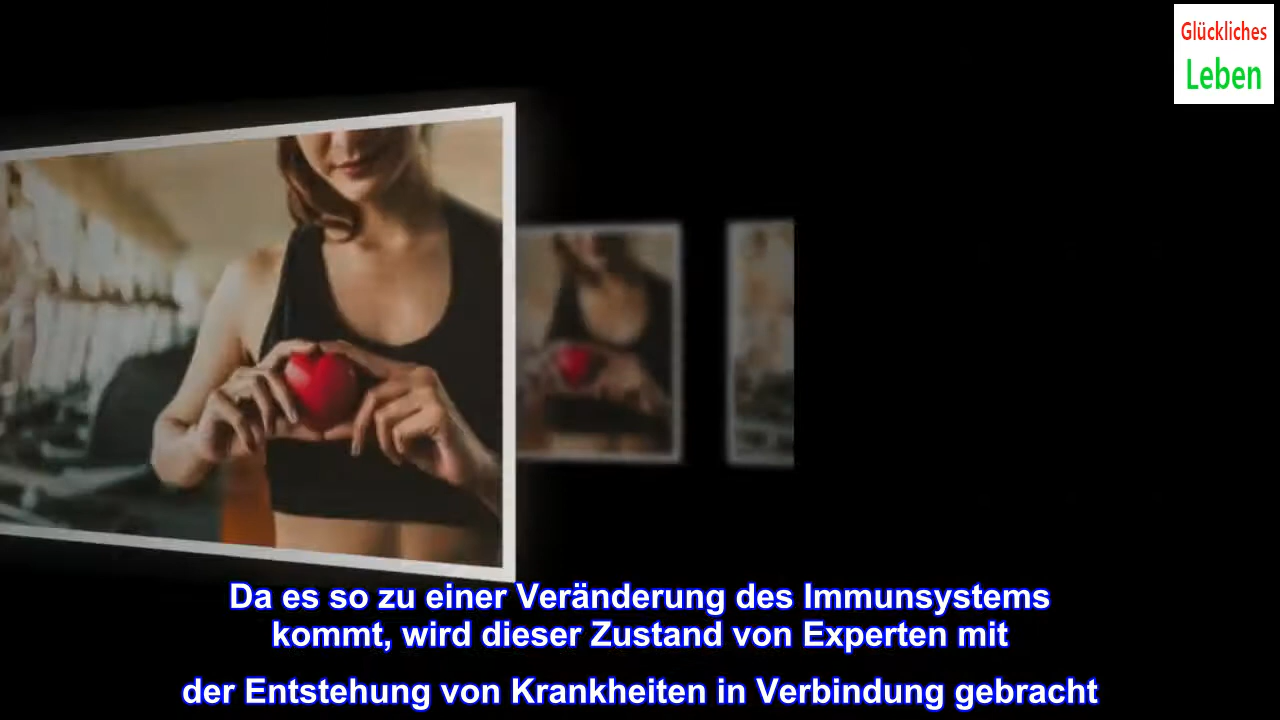 Glückliches
Leben
Da es so zu einer Veränderung des Immunsystems
kommt, wird dieser Zustand von Experten mit
der Entstehung von Krankheiten in Verbindung gebracht